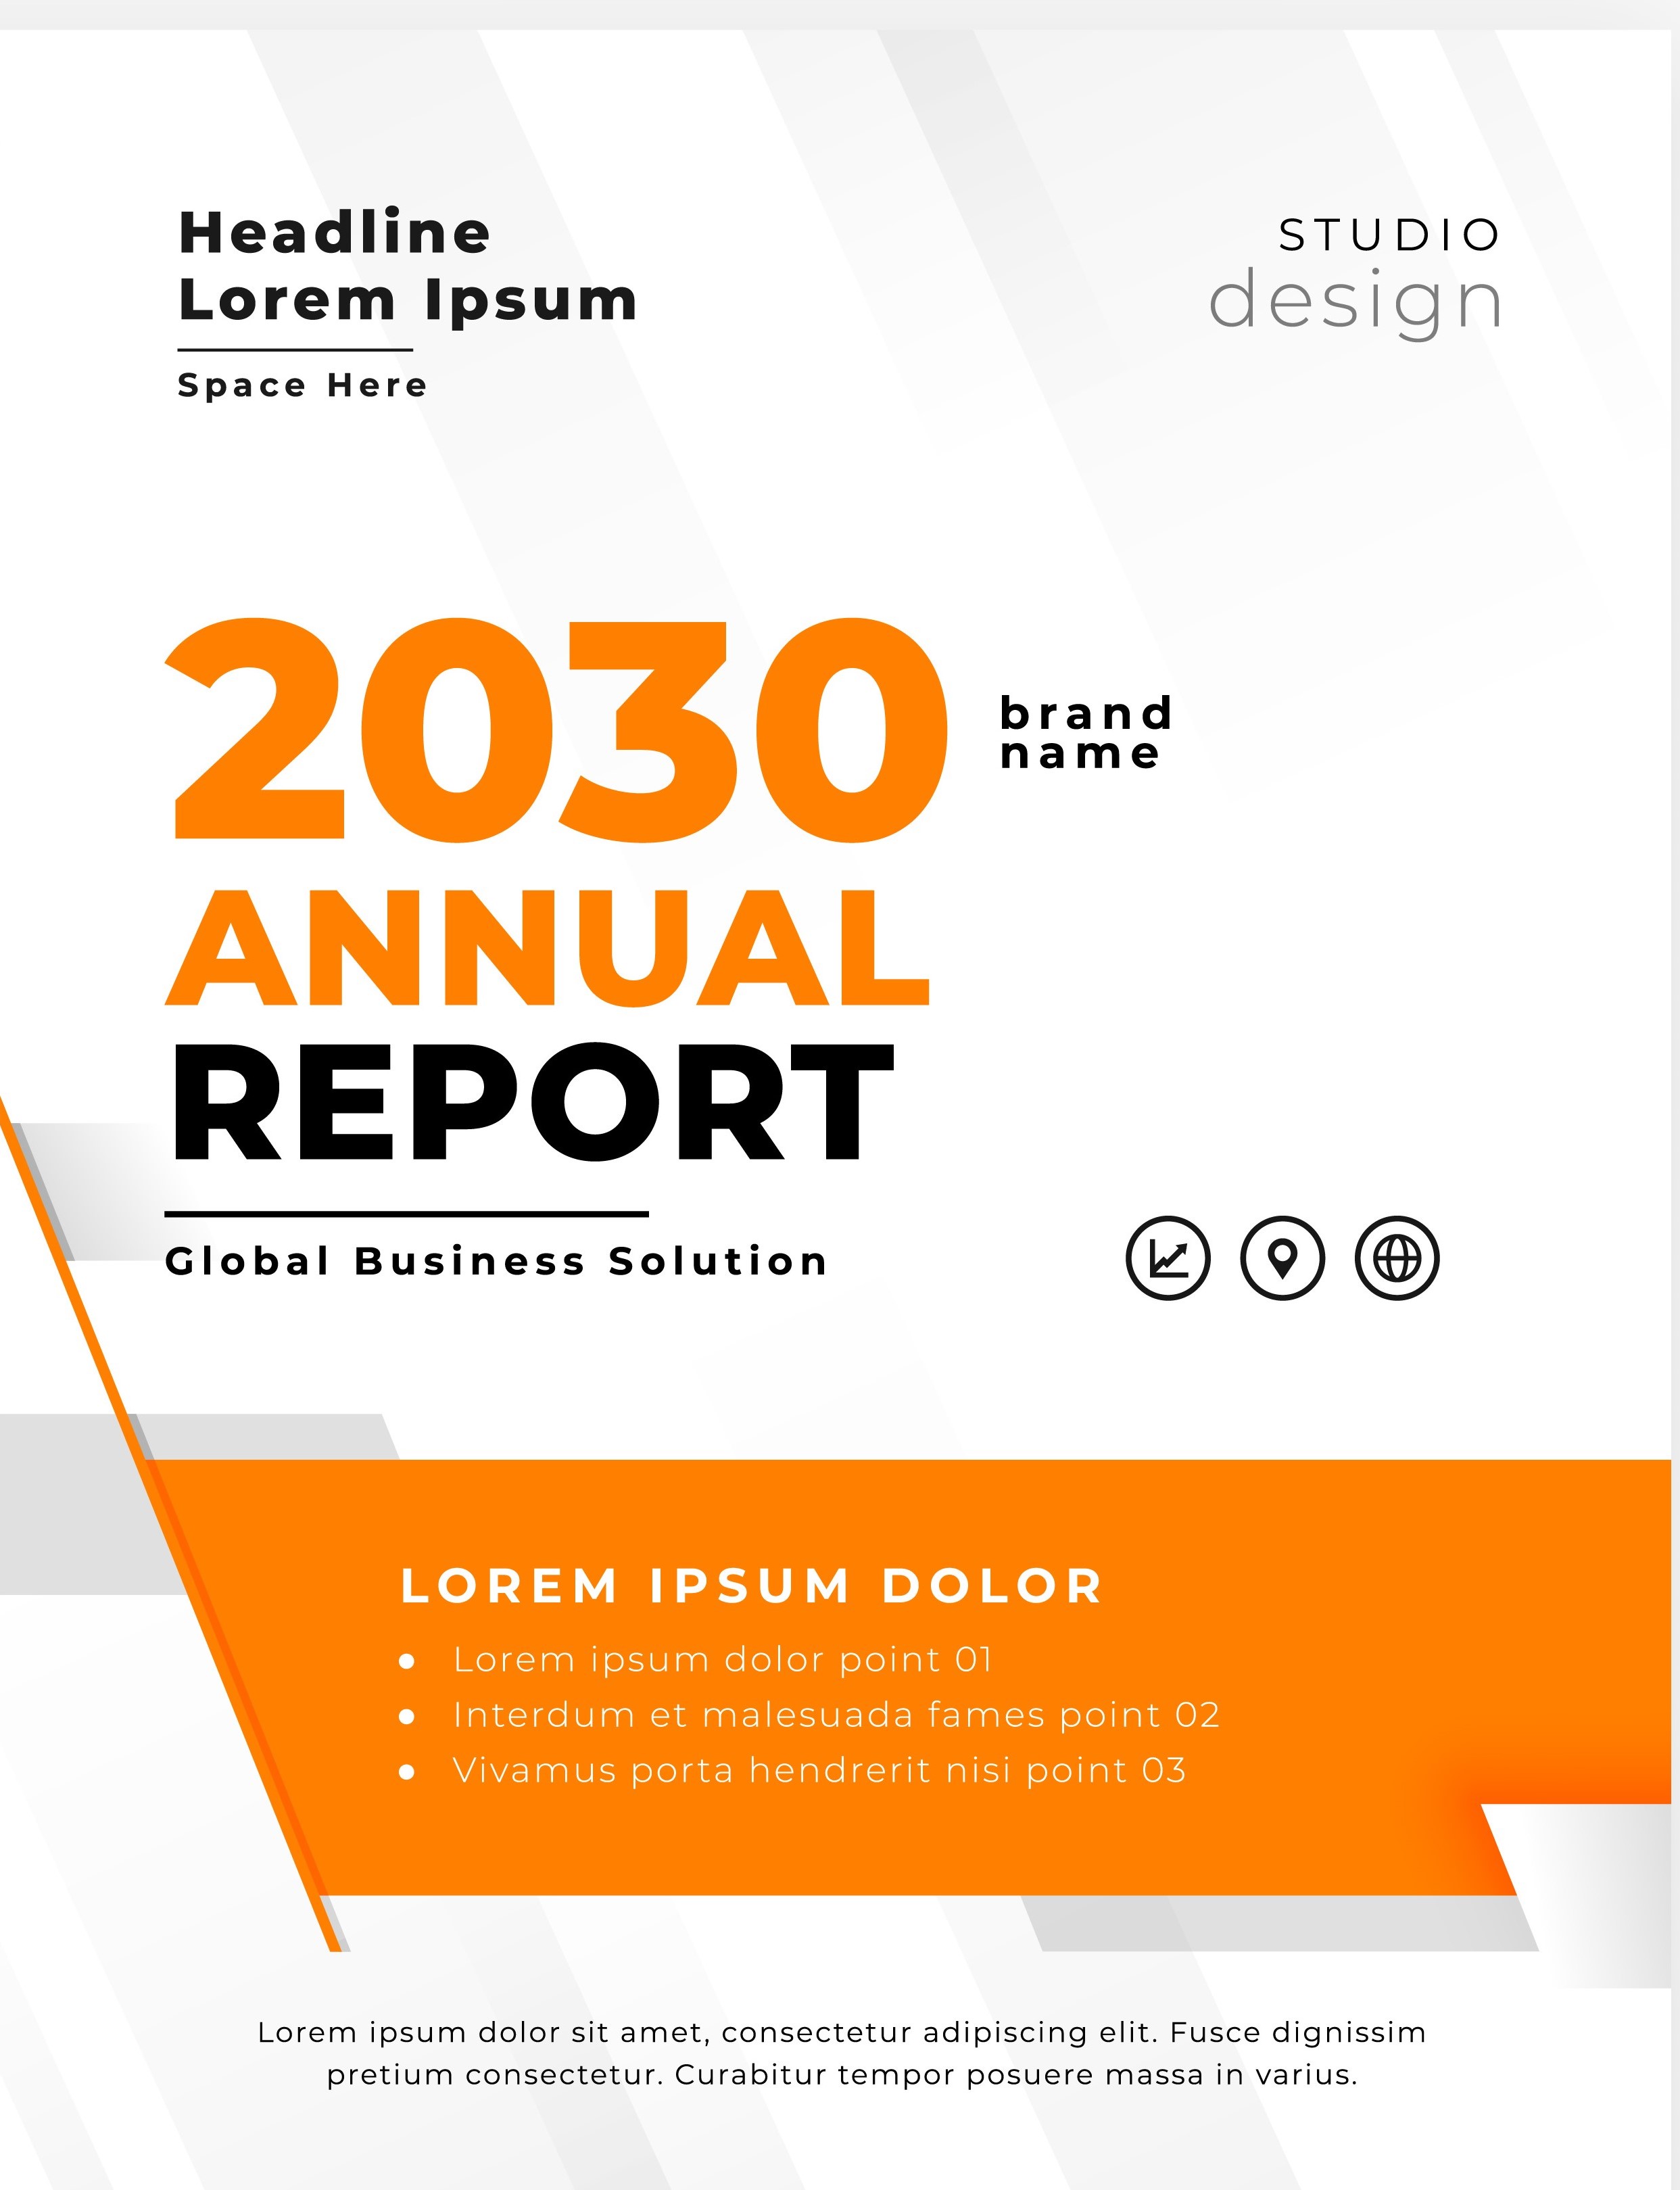 Headline
Lorem Ipsum
Space Here
STUDIO
design
2030
brand
name
ANNUAL
REPORT
Global Business Solution
LOREM IPSUM DOLOR
Lorem ipsum dolor point 01
Interdum et malesuada fames point 02
Vivamus porta hendrerit nisi point 03
Lorem ipsum dolor sit amet, consectetur adipiscing elit. Fusce dignissim
pretium consectetur. Curabitur tempor posuere massa in varius.